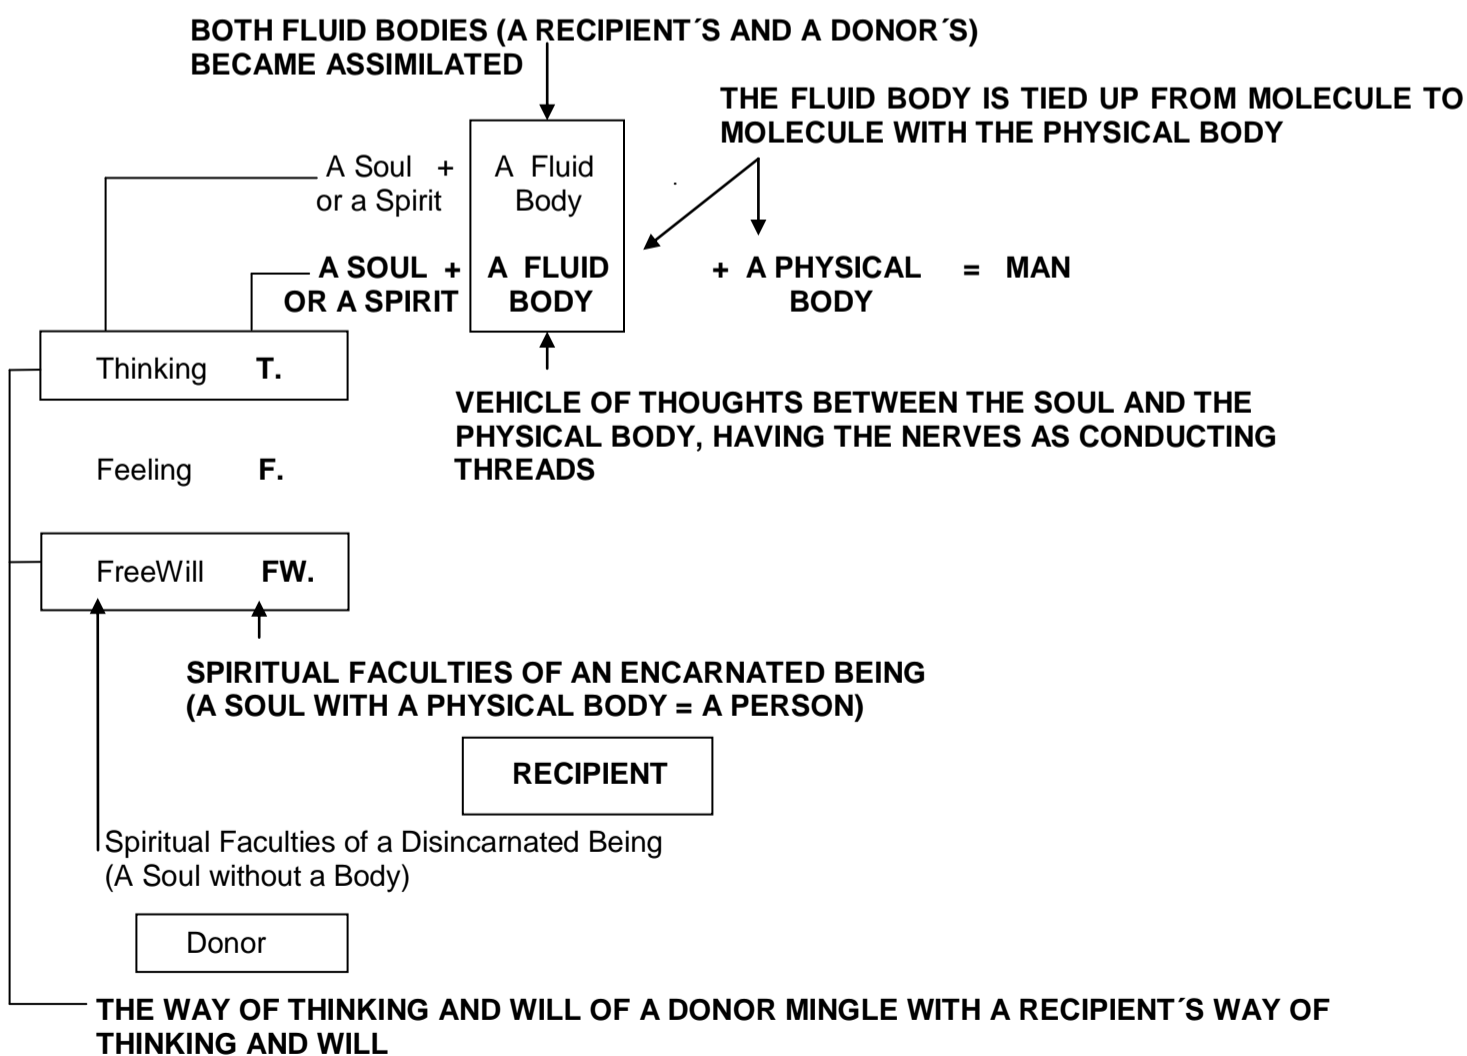 BOTH FLUID BODIES (A RECIPIENT´S AND A DONOR´S)
BECAME ASSIMILATED
THE FLUID BODY IS TIED UP FROM MOLECULE TO
MOLECULE WITH THE PHYSICAL BODY
A Soul + A Fluid
or a Spirit Body
A SOUL + A FLUID + A PHYSICAL = MAN
OR A SPIRIT BODY BODY
Thinking T.
VEHICLE OF THOUGHTS BETWEEN THE SOUL AND THE
PHYSICAL BODY, HAVING THE NERVES AS CONDUCTING
THREADS
Feeling F.
FreeWill FW.
SPIRITUAL FACULTIES OF AN ENCARNATED BEING
(A SOUL WITH A PHYSICAL BODY = A PERSON)
RECIPIENT
Spiritual Faculties of a Disincarnated Being
(A Soul without a Body)
Donor
THE WAY OF THINKING AND WILL OF A DONOR MINGLE WITH A RECIPIENT´S WAY OF
THINKING AND WILL